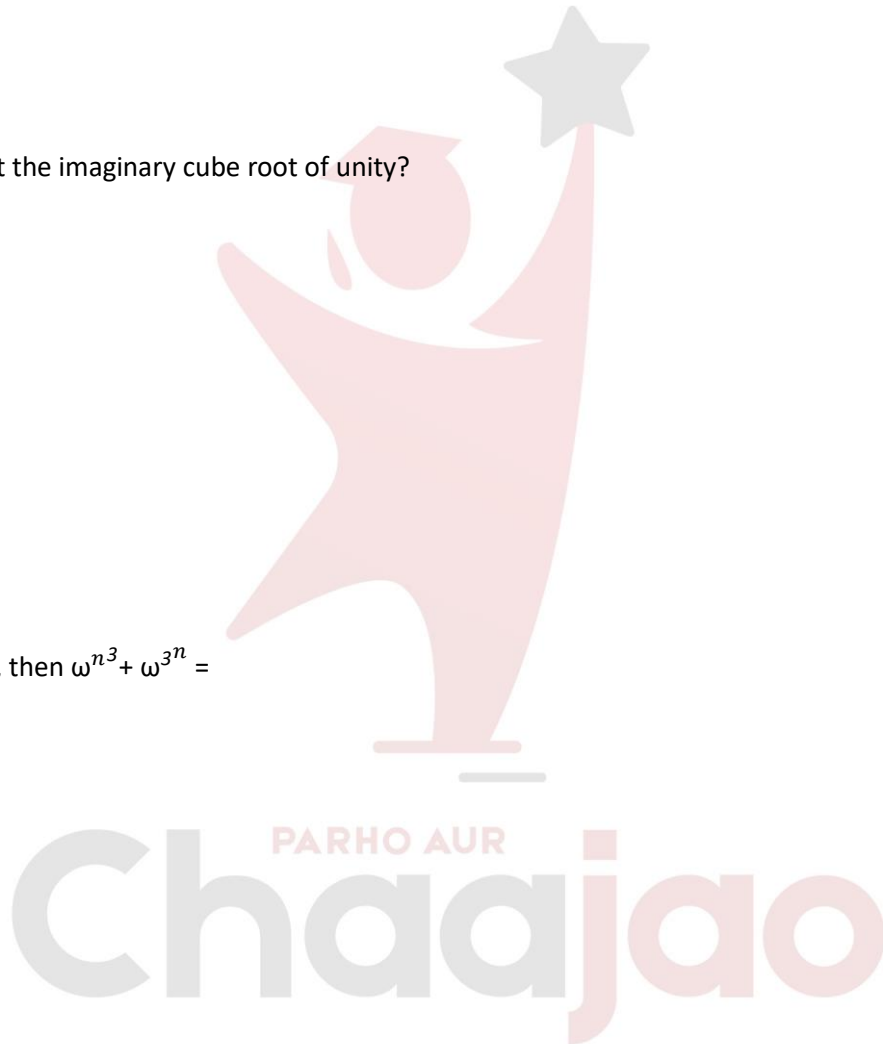 t the imaginary cube root of unity?
then ω^{n^3}+ ω^{3^n} =
PARHO AUR
Chaajao